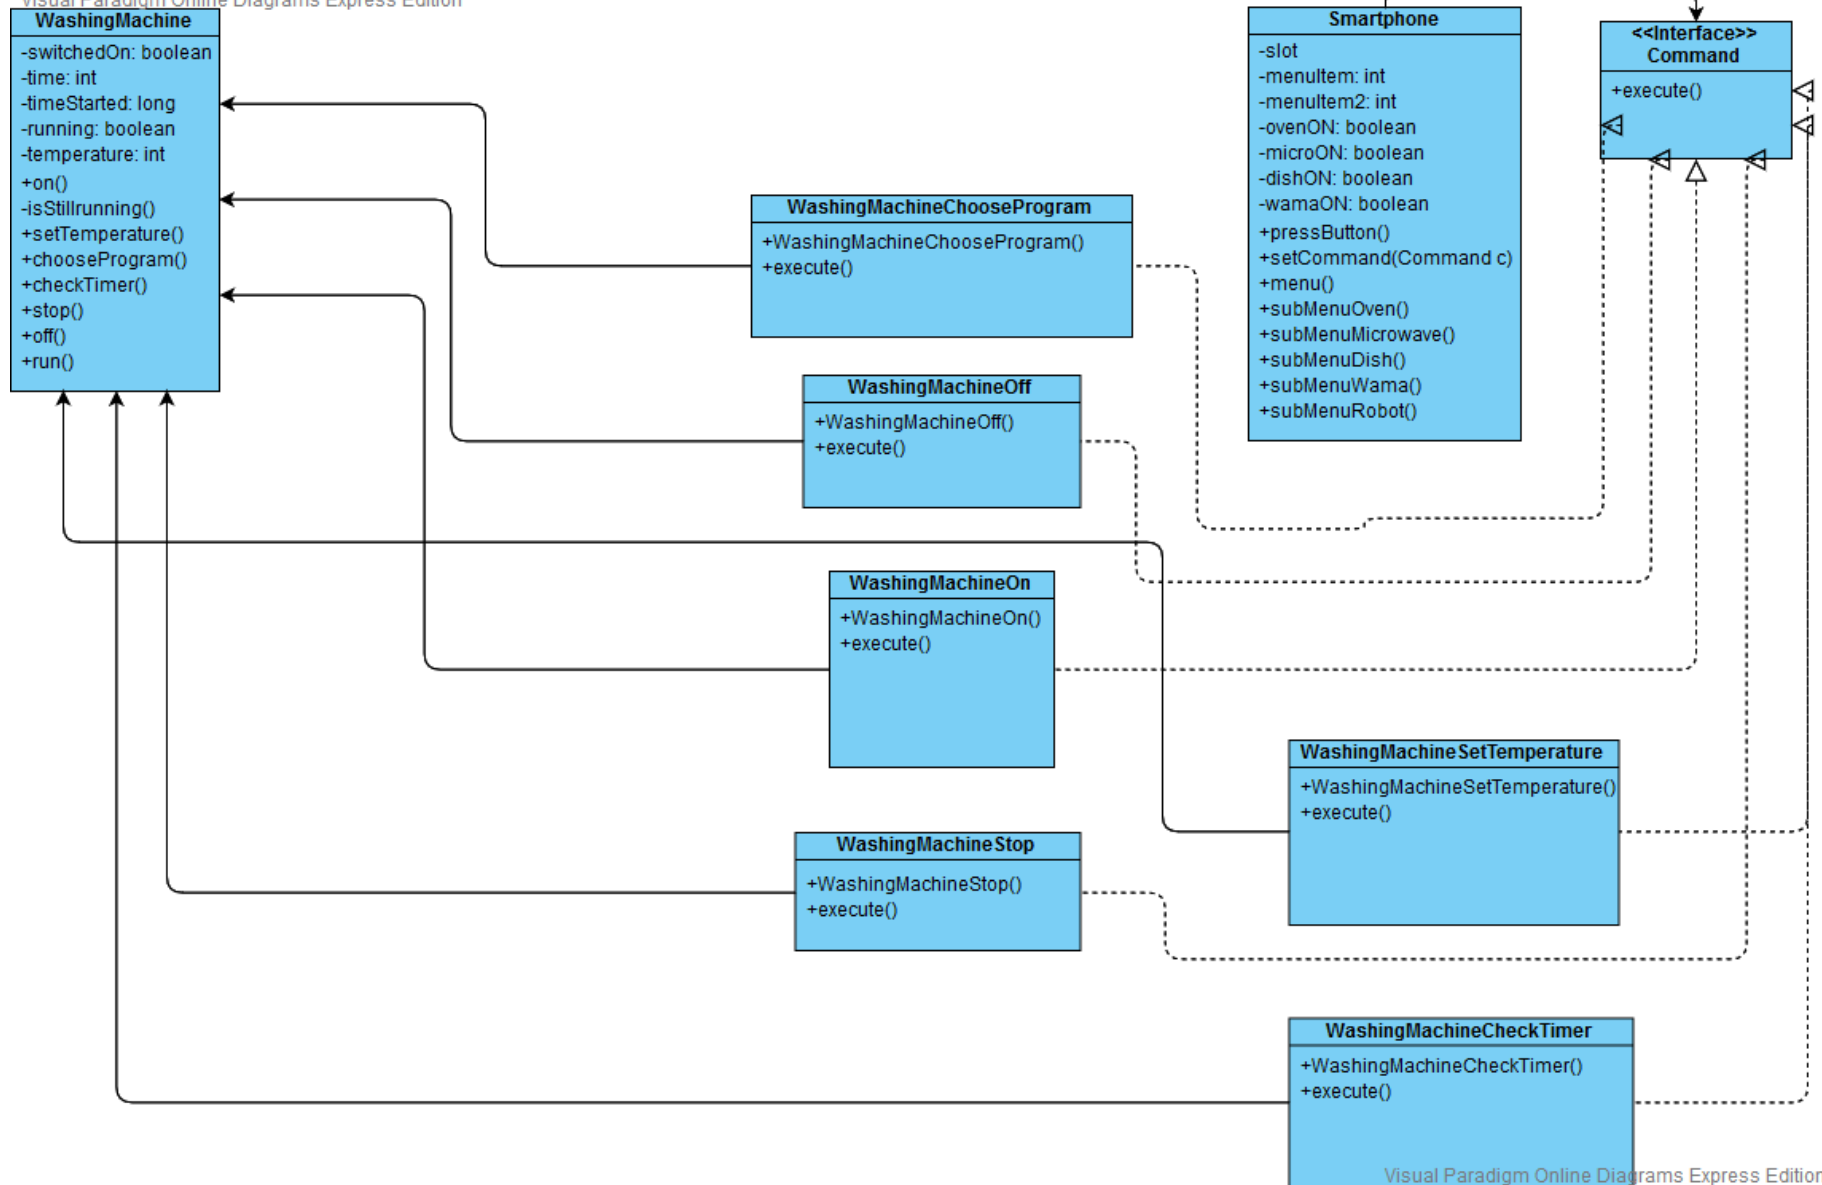 Visual Paradigm Online Diagrams Express Edition
WashingMachine
-switchedOn: boolean
-time: int
-timeStarted: long
-running: boolean
-temperature: int
+on()
-isStillrunning()
+setTemperature()
+chooseProgram()
+checkTimer()
+stop()
+off()
+run()
Smartphone
-slot
-menuItem: int
-menuItem2: int
-ovenON: boolean
-microON: boolean
-dishON: boolean
-wamaON: boolean
+pressButton()
+setCommand(Command c)
+menu()
+subMenuOven()
+subMenuMicrowave()
+subMenuDish()
+subMenuWama()
+subMenuRobot()
<<Interface>>
Command
+execute()
WashingMachineChooseProgram
+WashingMachineChooseProgram()
+execute()
WashingMachineOff
+WashingMachineOff()
+execute()
WashingMachineOn
+WashingMachineOn()
+execute()
WashingMachineSetTemperature
+WashingMachineSetTemperature()
+execute()
WashingMachineStop
+WashingMachineStop()
+execute()
WashingMachineCheckTimer
+WashingMachineCheckTimer()
+execute()
Visual Paradigm Online Diagrams Express Edition